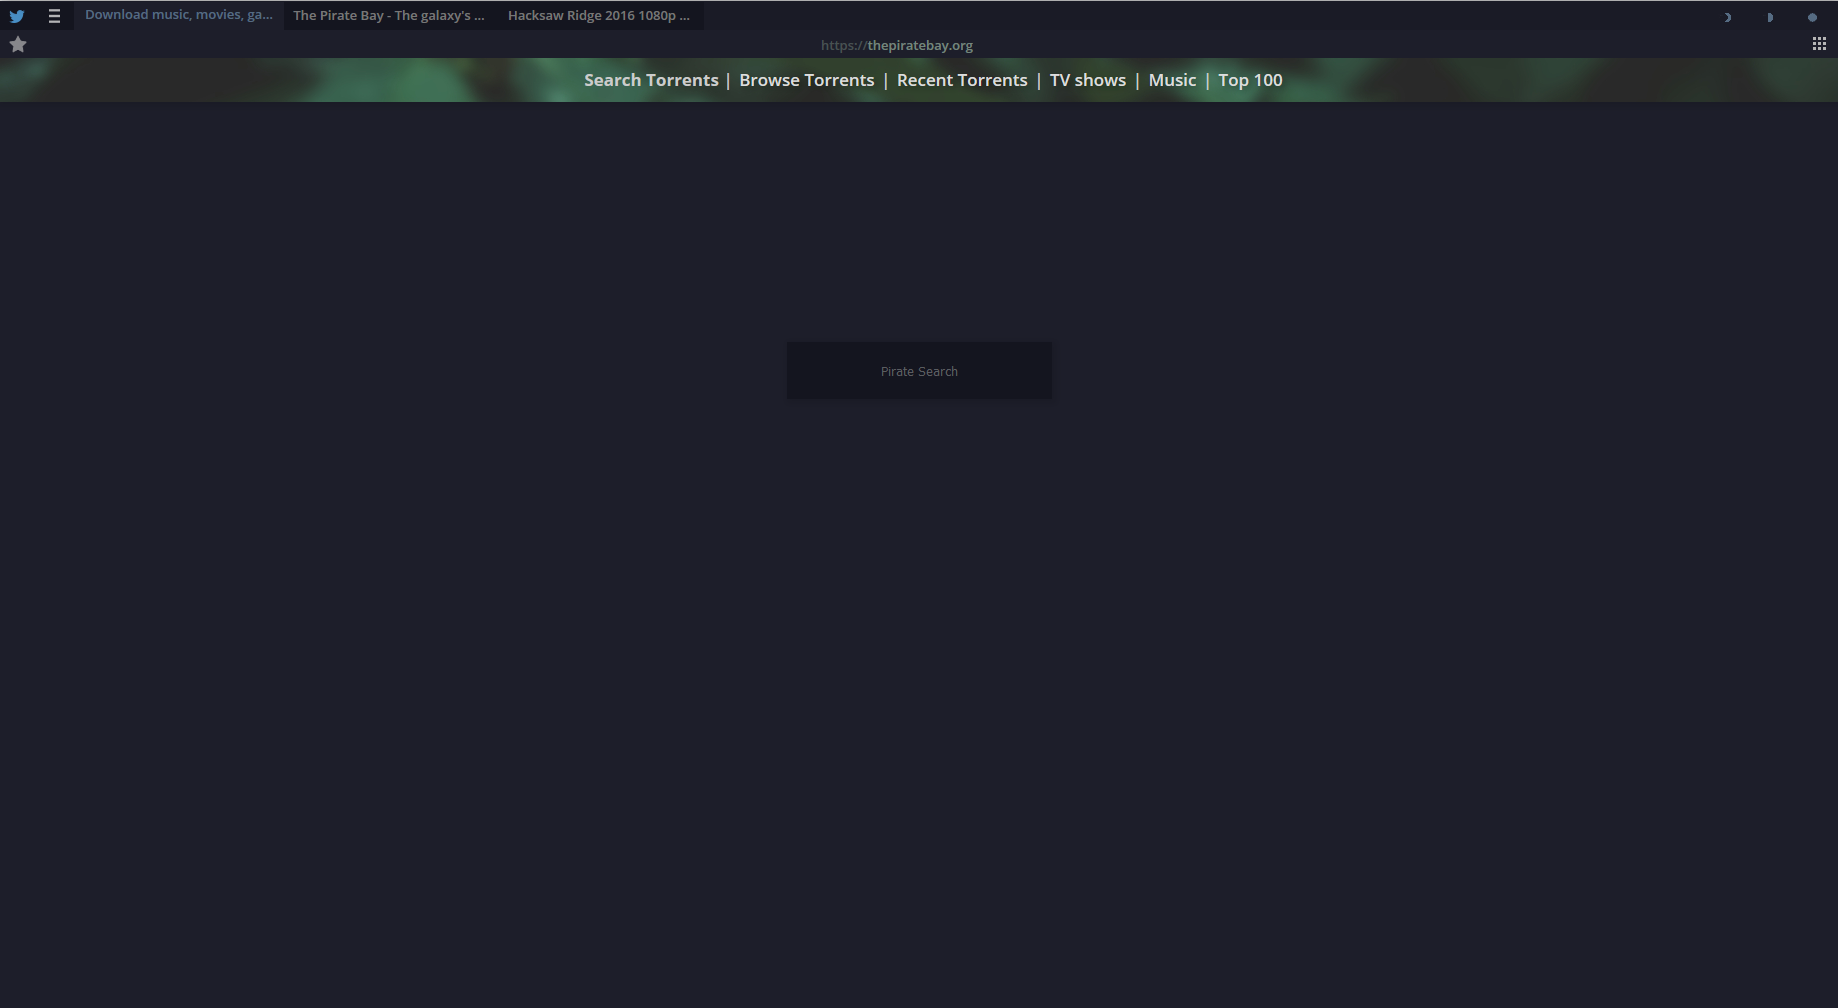 Download music, movies, ga... The Pirate Bay - The galaxy's ... Hacksaw Ridge 2016 1080p ...
https://thepiratebay.org
Search Torrents | Browse Torrents | Recent Torrents | TV shows | Music | Top 100
Pirate Search